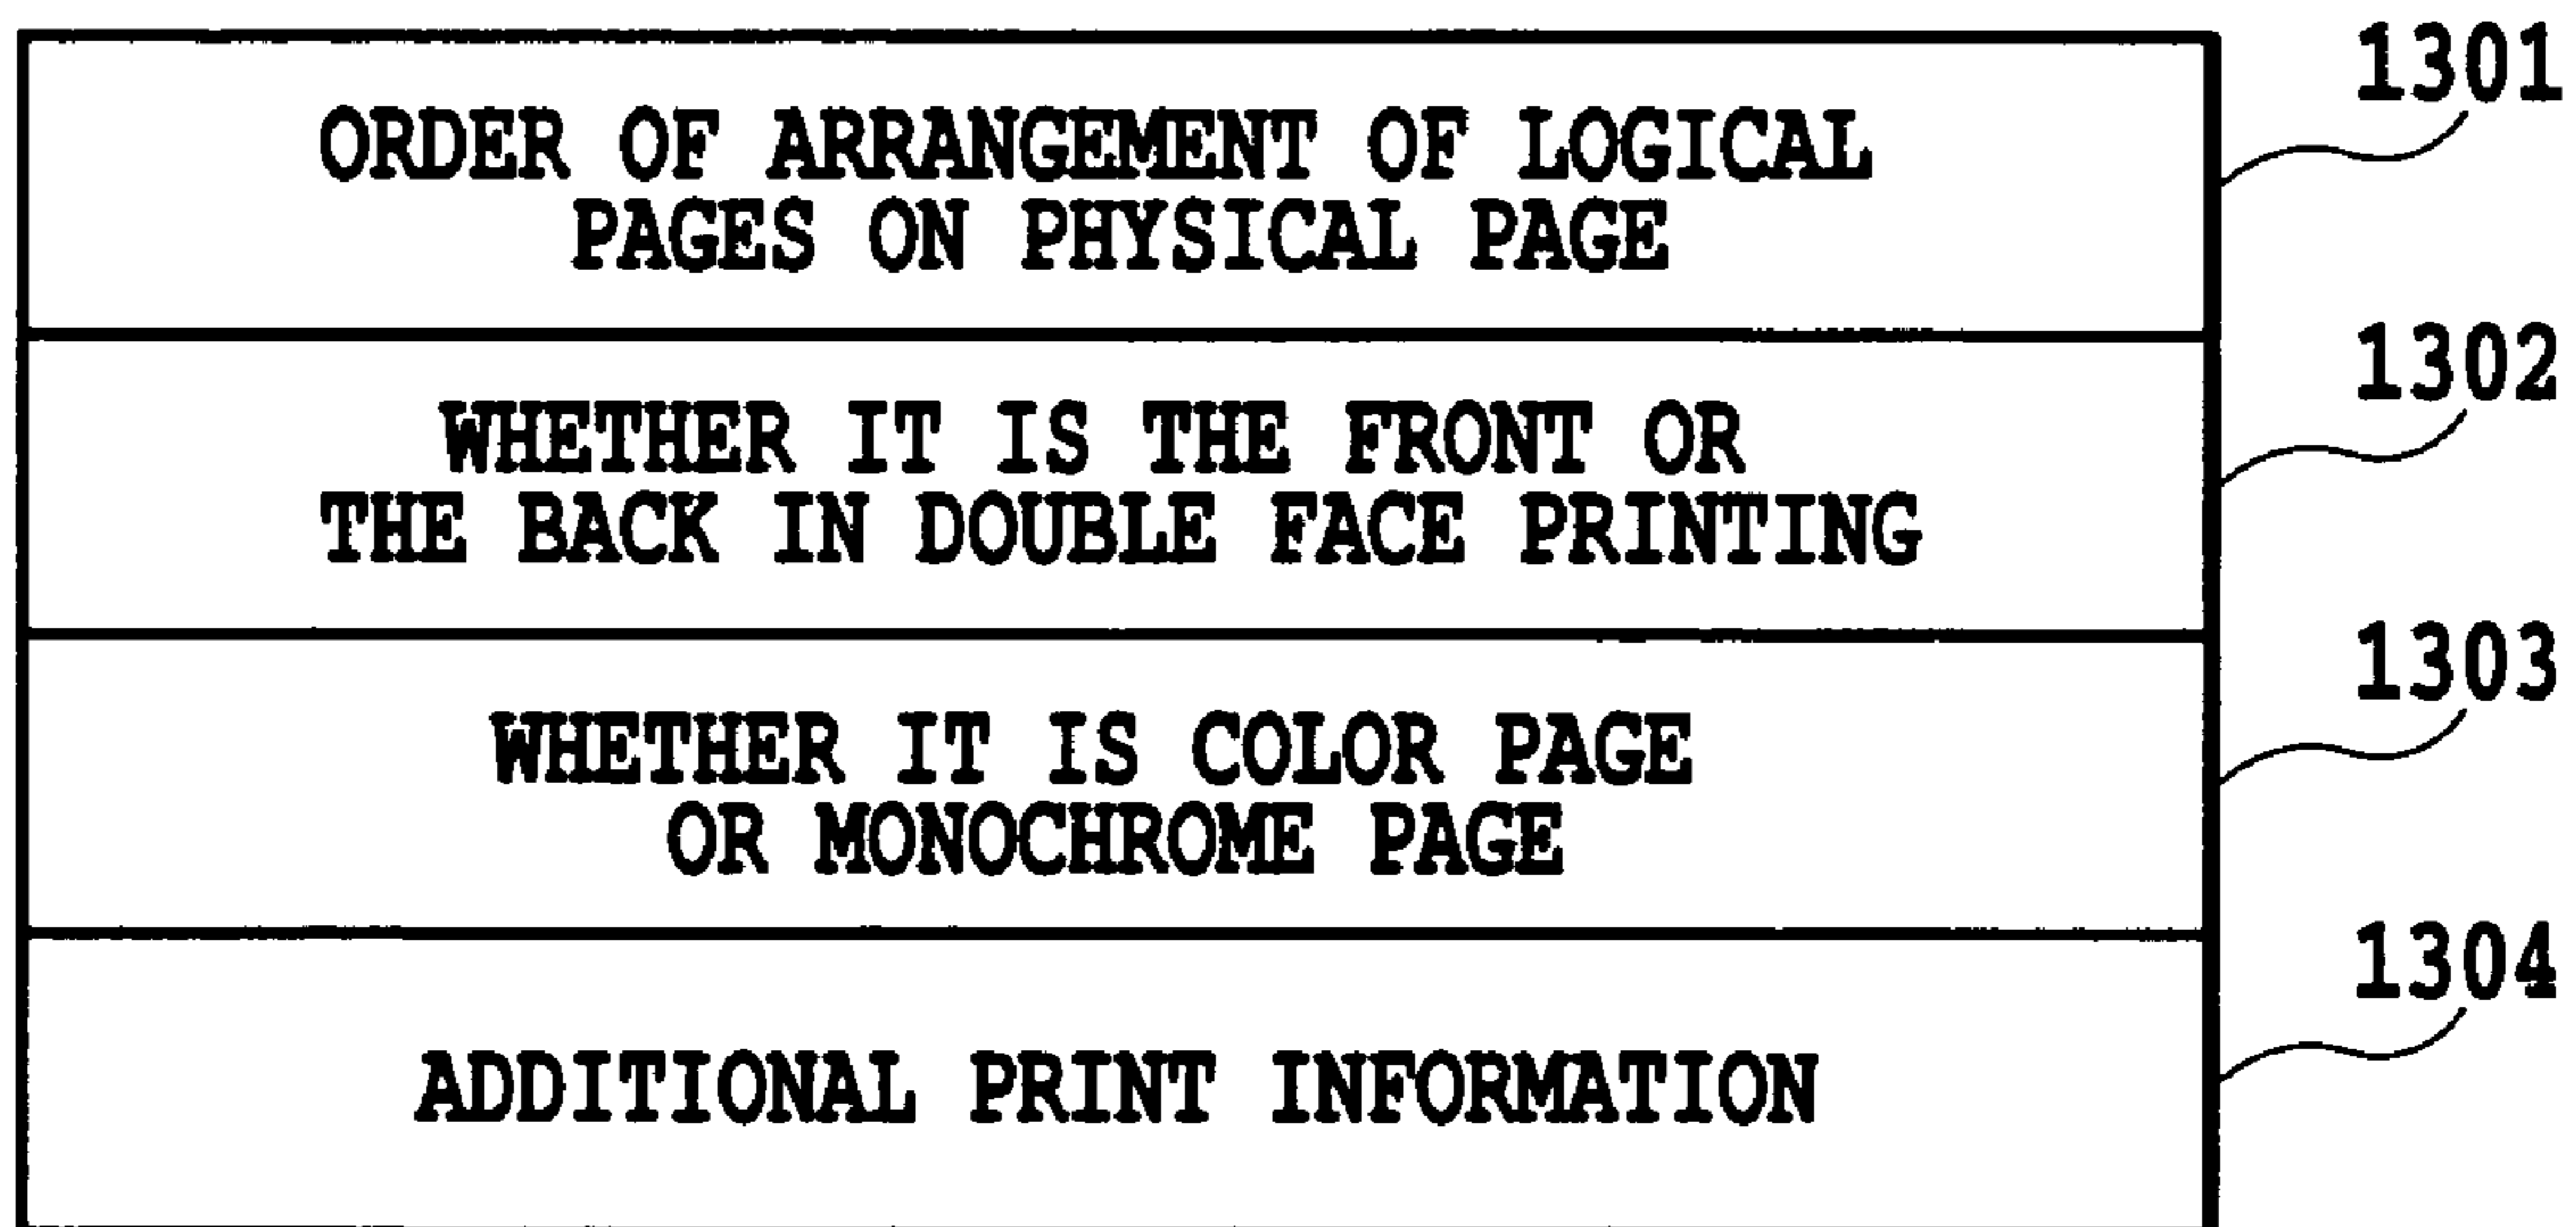 1301
ORDER OF ARRANGEMENT OF LOGICAL
PAGES ON PHYSICAL PAGE
1302
WHETHER IT IS THE FRONT OR
THE BACK IN DOUBLE FACE PRINTING
1303
WHETHER IT IS COLOR PAGE
OR MONOCHROME PAGE
1304
ADDITIONAL PRINT INFORMATION